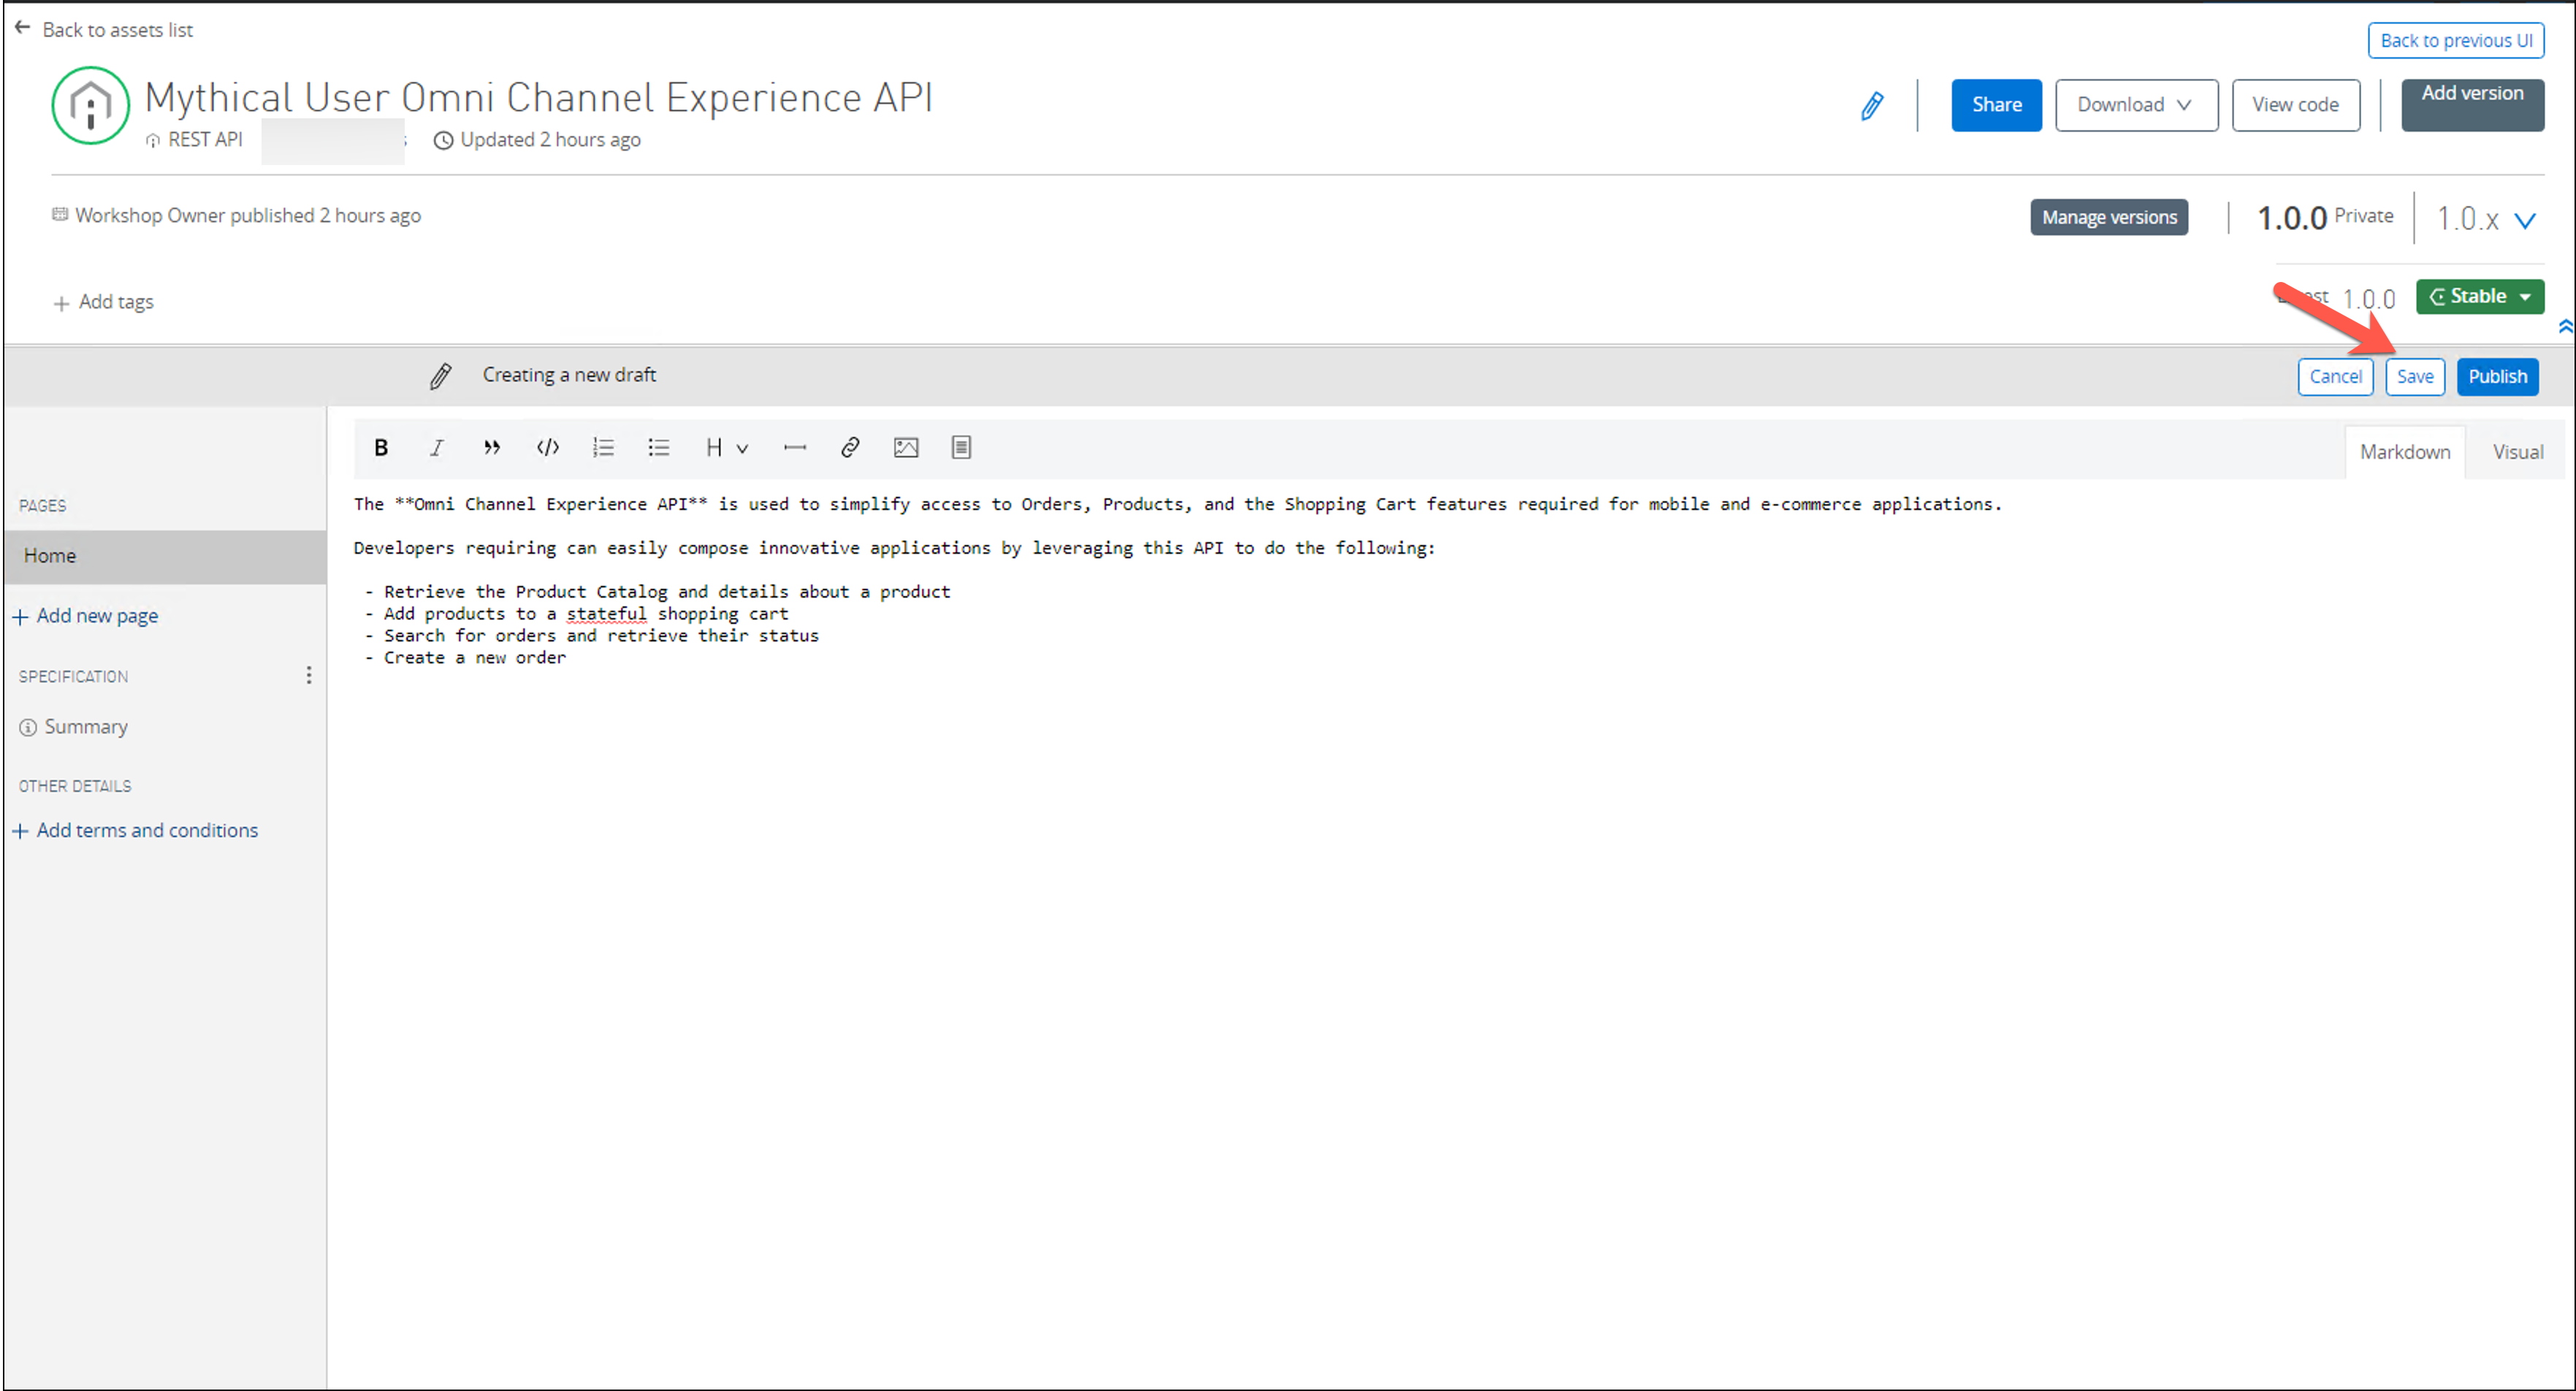 Back to assets list
Back to previous UI
Mythical User Omni Channel Experience API
Share
Download
View code
Add version
REST API
Updated 2 hours ago
Workshop Owner published 2 hours ago
Manage versions
1.0.0 Private
1.0.x
Add tags
1.0.0
Stable
Creating a new draft
Cancel
Save
Publish
B I H
Markdown
Visual
PAGES
Home
Add new page
SPECIFICATION
Summary
OTHER DETAILS
Add terms and conditions
The **Omni Channel Experience API** is used to simplify access to Orders, Products, and the Shopping Cart features required for mobile and e-commerce applications.
Developers requiring can easily compose innovative applications by leveraging this API to do the following:
- Retrieve the Product Catalog and details about a product
- Add products to a stateful shopping cart
- Search for orders and retrieve their status
- Create a new order